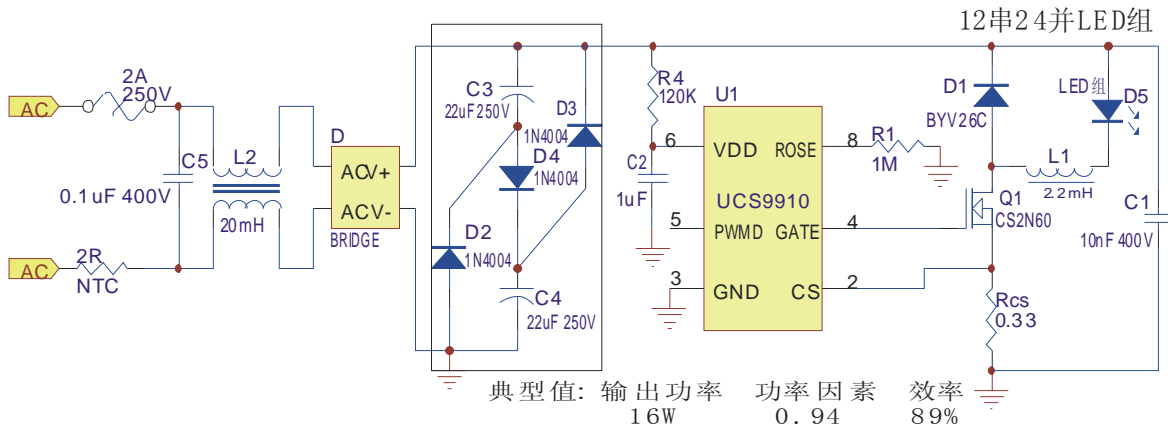 12串24并LED组
2A
250V
AC
C5
0.1uF 400V
L2
20mH
AC
2R
NTC
D
ACV+
ACV-
BRIDGE
C3
22uF 250V
D3
1N4004
D4
1N4004
D2
1N4004
C4
22uF 250V
R4
120K
C2
1uF
U1
6
VDD
ROSE
8
R1
1M
UCS9910
5
PWMD
GATE
4
3
GND
CS
2
D1
BYV26C
LED组
D5
L1
2.2mH
Q1
CS2N60
C1
10nF 400V
Rcs
0.33
典型值: 输出功率 功率因素 效率
16W 0.94 89%